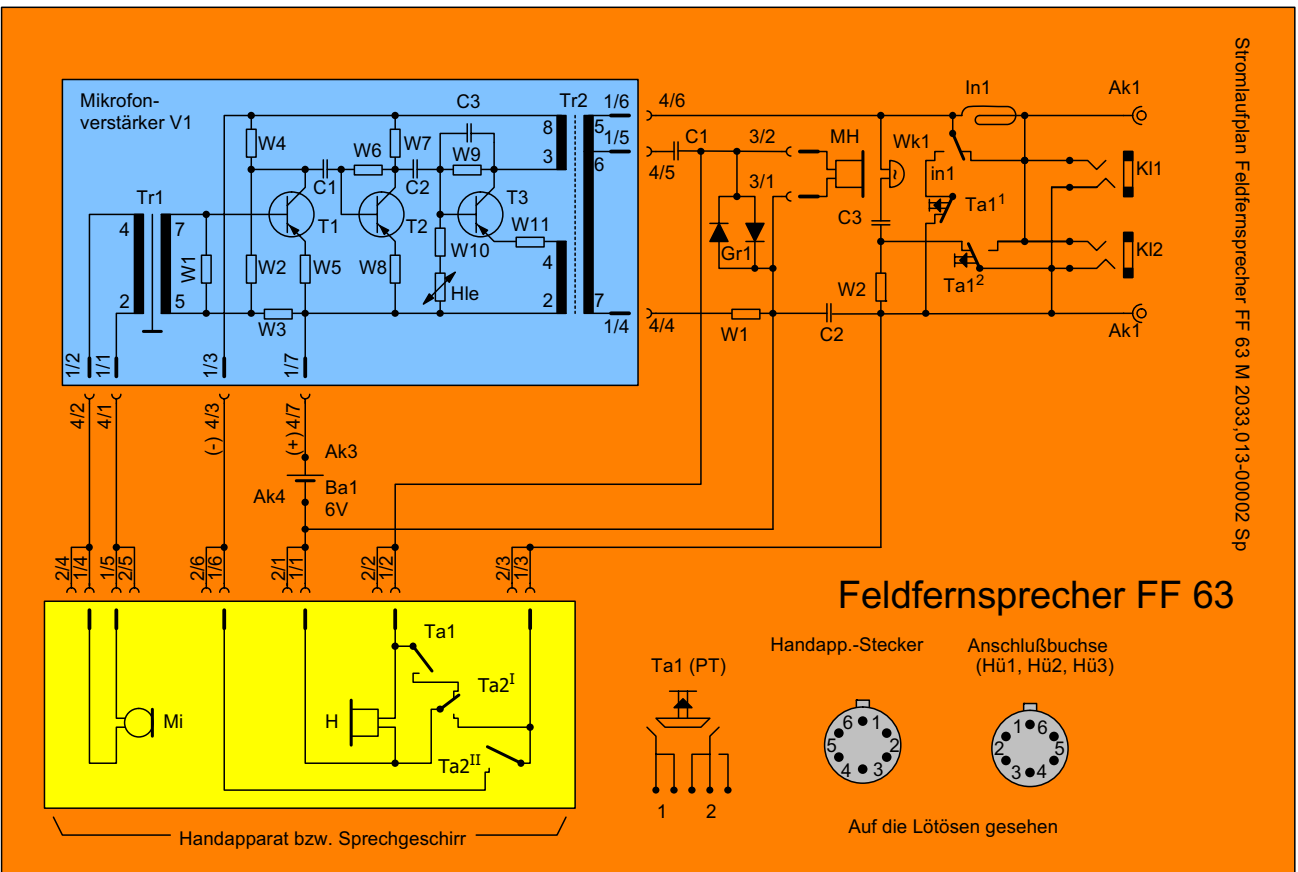 Stromlaufplan Feldfernsprecher FF 63 M 2033,013-00002 Sp
Mikrofon-
verstärker V1
C3
Tr2
1/6
4/6
In1
Ak1
8
5
1/5
W4
W7
C1
3/2
MH
Wk1
W6
W9
3
6
4/5
in1
Kl1
C1
C2
3/1
Tr1
T1
T2
T3
Ta1¹
4
7
W11
C3
W1
W10
Gr1
Kl2
W2
W5
W8
4
Ta1²
Hle
W2
2
5
2
7
W3
1/4
4/4
W1
C2
Ak1
1/2
1/1
1/3
1/7
4/2
4/1
(-) 4/3
(+) 4/7
Ak3
Ak4
Ba1
6V
2/4
1/4
1/5
2/5
2/6
1/6
2/1
1/1
2/2
1/2
2/3
1/3
Feldfernsprecher FF 63
Ta1
Ta2ᴵ
Mi
H
Ta2ᴵᴵ
Handapparat bzw. Sprechgeschirr
Ta1 (PT)
1
2
Handapp.-Stecker
6
1
5
2
4
3
Anschlußbuchse
(Hü1, Hü2, Hü3)
1
6
2
5
3
4
Auf die Lötösen gesehen